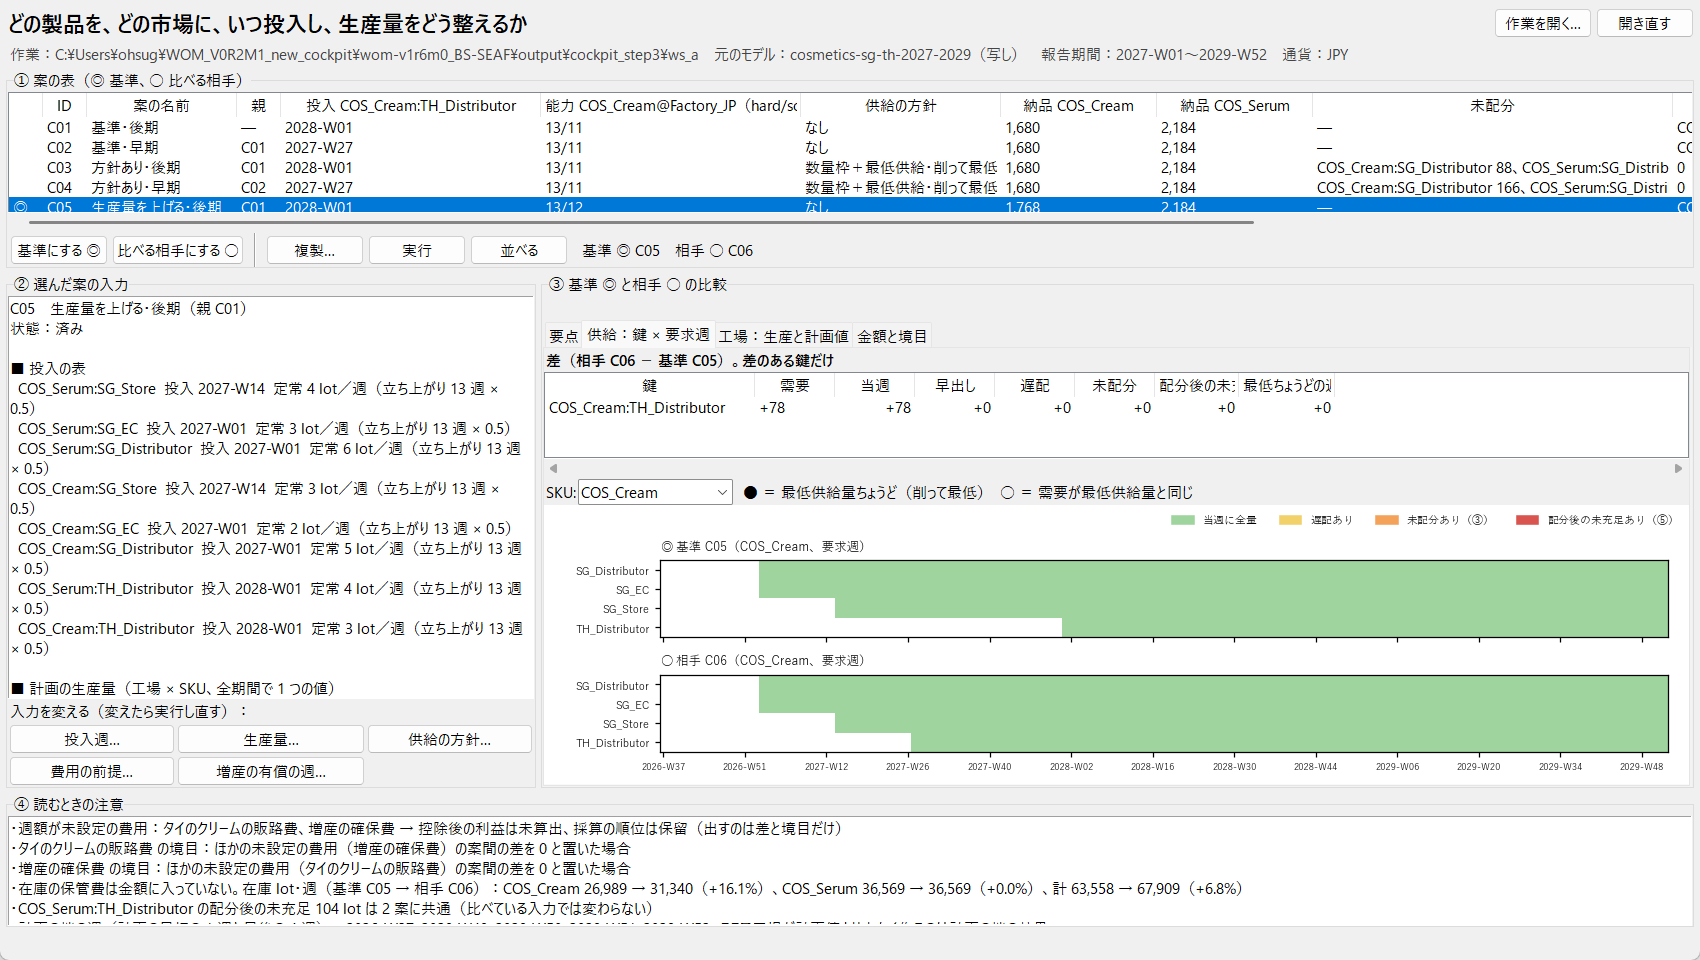 どの製品を、どの市場に、いつ投入し、生産量をどう整えるか
作業を開く...
開き直す
作業：C:¥Users¥ohsug¥WOM_V0R2M1_new_cockpit¥wom-v1r6m0_BS-SEAF¥output¥cockpit_step3¥ws_a　元のモデル：cosmetics-sg-th-2027-2029（写し）　報告期間：2027-W01～2029-W52　通貨：JPY
① 案の表（◎ 基準、○ 比べる相手）
ID 案の名前 親 投入 COS_Cream:TH_Distributor 能力 COS_Cream@Factory_JP（hard/so 供給の方針 納品 COS_Cream 納品 COS_Serum 未配分
C01 基準・後期 — 2028-W01 13/11 なし 1,680 2,184 — CC
C02 基準・早期 C01 2027-W27 13/11 なし 1,680 2,184 — CC
C03 方針あり・後期 C01 2028-W01 13/11 数量枠＋最低供給・削って最低 1,680 2,184 COS_Cream:SG_Distributor 88、COS_Serum:SG_Distrib 0
C04 方針あり・早期 C02 2027-W27 13/11 数量枠＋最低供給・削って最低 1,680 2,184 COS_Cream:SG_Distributor 166、COS_Serum:SG_Distri 0
◎ C05 生産量を上げる・後期 C01 2028-W01 13/12 なし 1,768 2,184 — CC
基準にする ◎
比べる相手にする ○
複製...
実行
並べる
基準 ◎ C05　相手 ○ C06
② 選んだ案の入力
C05　生産量を上げる・後期（親 C01）
状態：済み
■ 投入の表
COS_Serum:SG_Store 投入 2027-W14 定常 4 lot／週（立ち上がり 13 週 ×
0.5）
COS_Serum:SG_EC 投入 2027-W01 定常 3 lot／週（立ち上がり 13 週 × 0.5）
COS_Serum:SG_Distributor 投入 2027-W01 定常 6 lot／週（立ち上がり 13 週
× 0.5）
COS_Cream:SG_Store 投入 2027-W14 定常 3 lot／週（立ち上がり 13 週 ×
0.5）
COS_Cream:SG_EC 投入 2027-W01 定常 2 lot／週（立ち上がり 13 週 × 0.5）
COS_Cream:SG_Distributor 投入 2027-W01 定常 5 lot／週（立ち上がり 13 週
× 0.5）
COS_Serum:TH_Distributor 投入 2028-W01 定常 4 lot／週（立ち上がり 13 週
× 0.5）
COS_Cream:TH_Distributor 投入 2028-W01 定常 3 lot／週（立ち上がり 13 週
× 0.5）
■ 計画の生産量（工場 × SKU、全期間で 1 つの値）
入力を変える（変えたら実行し直す）：
投入週...
生産量...
供給の方針...
費用の前提...
増産の有償の週...
③ 基準 ◎ と相手 ○ の比較
要点 供給：鍵 × 要求週 工場：生産と計画値 金額と境目
差（相手 C06 － 基準 C05）。差のある鍵だけ
鍵 需要 当週 早出し 遅配 未配分 配分後の未 最低ちょうどの
COS_Cream:TH_Distributor +78 +78 +0 +0 +0 +0 +0
SKU: COS_Cream ● ＝ 最低供給量ちょうど（削って最低） ○ ＝ 需要が最低供給量と同じ
当週に全量 遅配あり 未配分あり（③） 配分後の未充足あり（⑤）
◎ 基準 C05（COS_Cream、要求週）
SG_Distributor
SG_EC
SG_Store
TH_Distributor
○ 相手 C06（COS_Cream、要求週）
SG_Distributor
SG_EC
SG_Store
TH_Distributor
2026-W37 2026-W51 2027-W12 2027-W26 2027-W40 2028-W02 2028-W16 2028-W30 2028-W44 2029-W06 2029-W20 2029-W34 2029-W48
④ 読むときの注意
・週額が未設定の費用：タイのクリームの販路費、増産の確保費 → 控除後の利益は未算出、採算の順位は保留（出すのは差と境目だけ）
・タイのクリームの販路費 の境目：ほかの未設定の費用（増産の確保費）の案間の差を 0 と置いた場合
・増産の確保費 の境目：ほかの未設定の費用（タイのクリームの販路費）の案間の差を 0 と置いた場合
・在庫の保管費は金額に入っていない。在庫 lot・週（基準 C05 → 相手 C06）：COS_Cream 26,989 → 31,340（+16.1%）、COS_Serum 36,569 → 36,569（+0.0%）、計 63,558 → 67,909（+6.8%）
・COS_Serum:TH_Distributor の配分後の未充足 104 lot は 2 案に共通（比べている入力では変わらない）